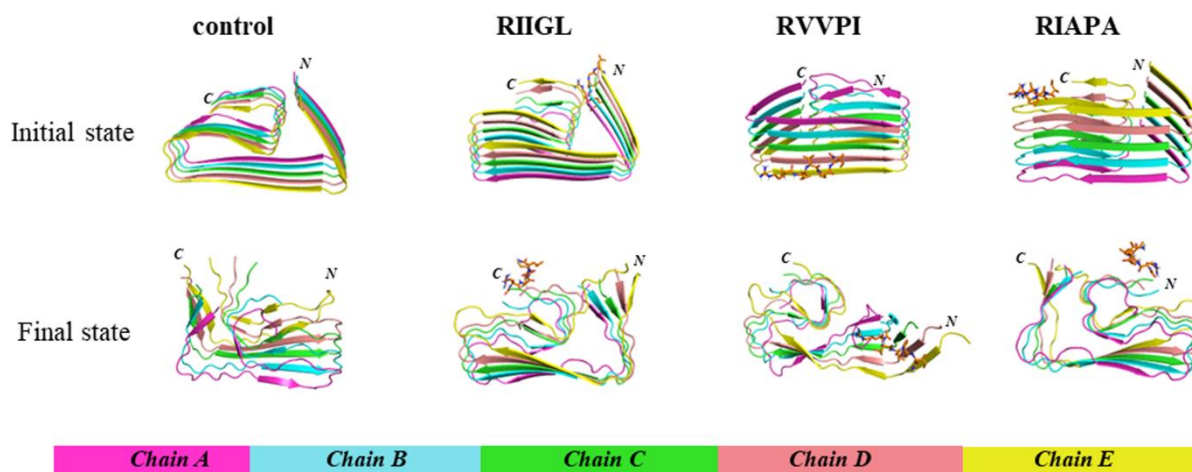 control RIIGL RVVPI RIAPA
Initial state
N C
C N
C N
C N
Final state
C N
C N
C N
C N
Chain A Chain B Chain C Chain D Chain E